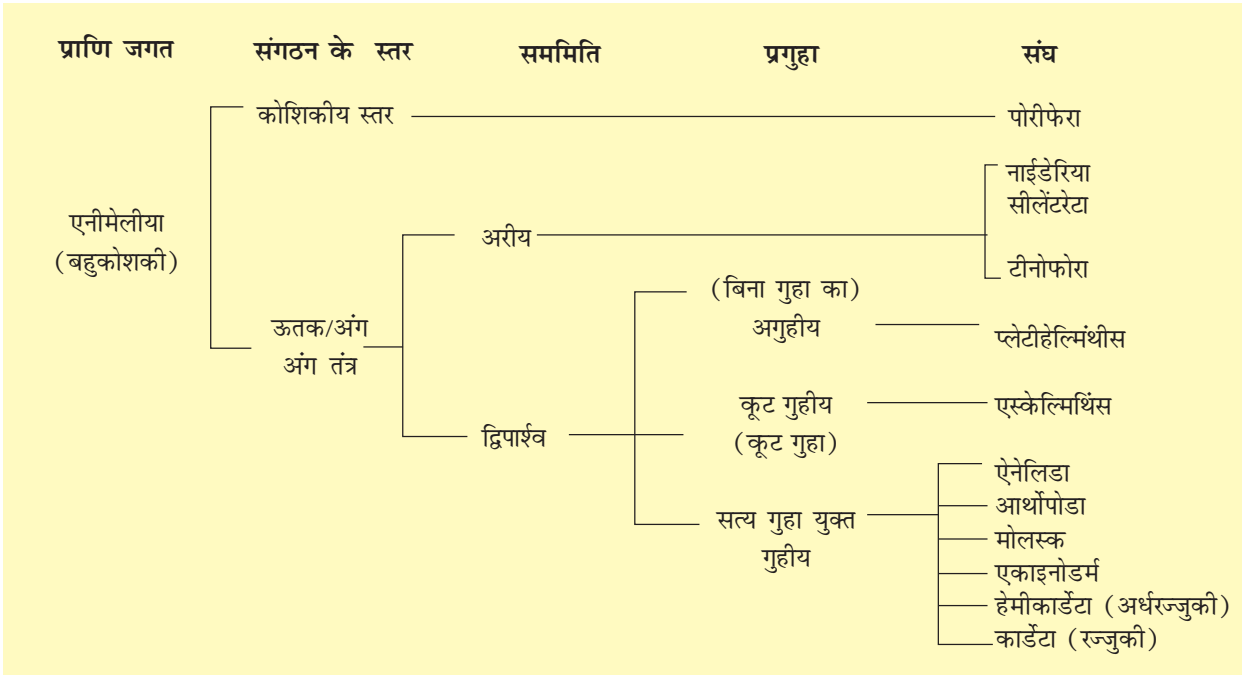 प्राणि जगत संगठन के स्तर सममिति प्रगुहा संघ
कोशिकीय स्तर पोरीफेरा
नाईडेरिया
सीलेंटरेटा
एनीमेलीया
(बहुकोशकी)
अरीय
टीनोफोरा
(बिना गुहा का)
अगुहीय
प्लेटीहेल्मिंथीस
ऊतक/अंग
अंग तंत्र
कूट गुहीय
(कूट गुहा)
एस्केल्मिथिंस
द्विपार्श्व
सत्य गुहा युक्त
गुहीय
ऐनेलिडा
आर्थोपोडा
मोलस्क
एकाइनोडर्म
हेमीकार्डेटा (अर्धरज्जुकी)
कार्डेटा (रज्जुकी)